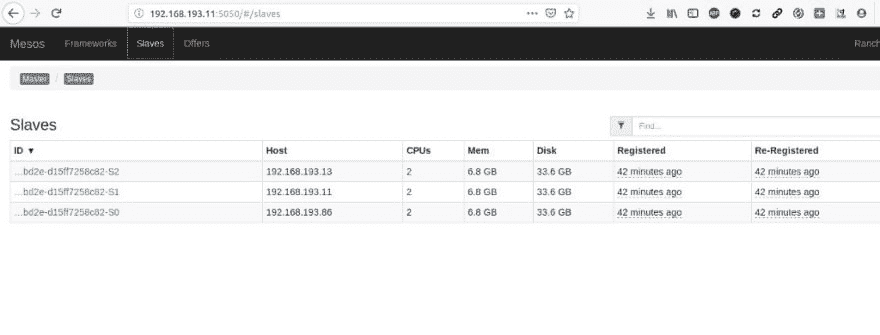 192.168.193.11:5050/#/slaves
Mesos Frameworks Slaves Offers Ranch
Master / Slaves
Slaves
Find...
ID ▼ Host CPUs Mem Disk Registered Re-Registered
...bd2e-d15ff7258c82-S2 192.168.193.13 2 6.8 GB 33.6 GB 42 minutes ago 42 minutes ago
...bd2e-d15ff7258c82-S1 192.168.193.11 2 6.8 GB 33.6 GB 42 minutes ago 42 minutes ago
...bd2e-d15ff7258c82-S0 192.168.193.86 2 6.8 GB 33.6 GB 42 minutes ago 42 minutes ago